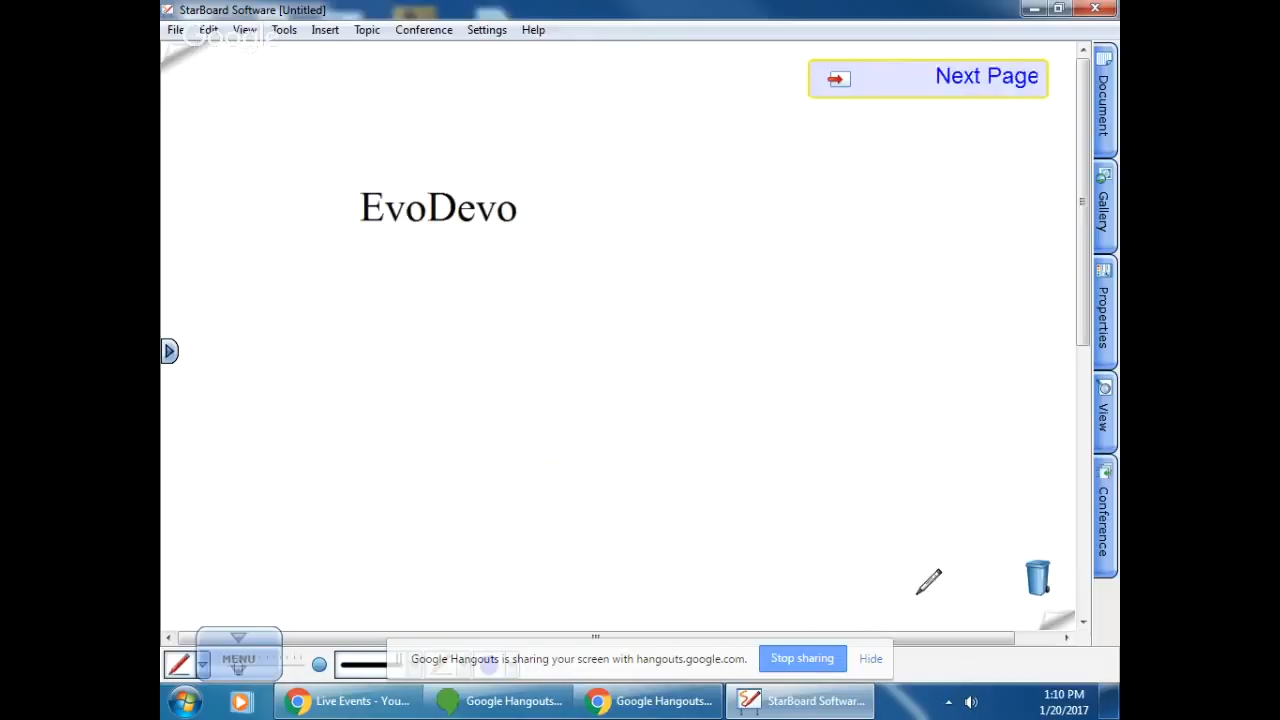 StarBoard Software [Untitled]
File Edit View Tools Insert Topic Conference Settings Help
Google
Next Page
EvoDevo
Document
Gallery
Properties
View
Conference
MENU
Google Hangouts is sharing your screen with hangouts.google.com. Stop sharing Hide
Live Events - You... Google Hangouts... Google Hangouts... StarBoard Softwar...
1:10 PM
1/20/2017